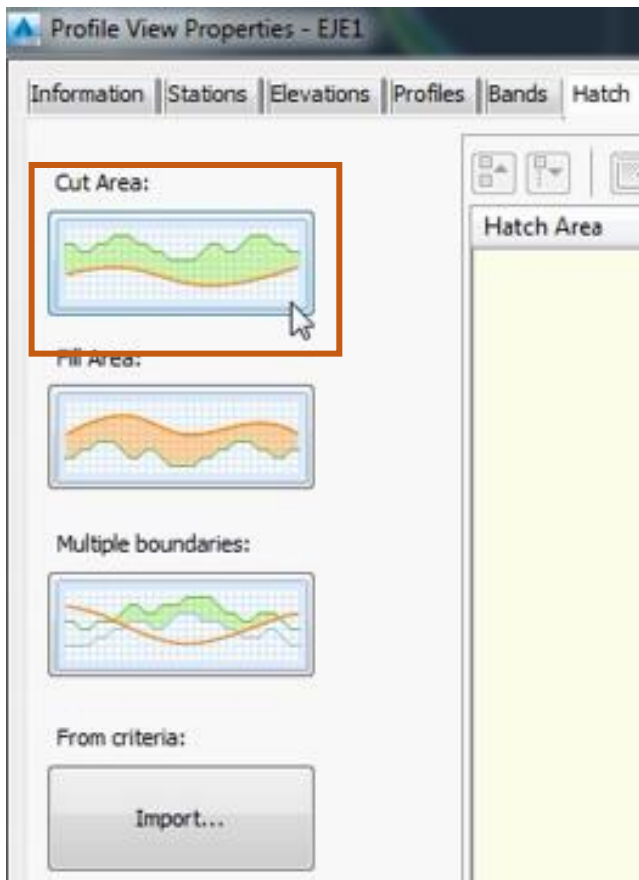 Profile View Properties - EJE1
Information Stations Elevations Profiles Bands Hatch
Cut Area:
Hatch Area
Fill Area:
Multiple boundaries:
From criteria:
Import...